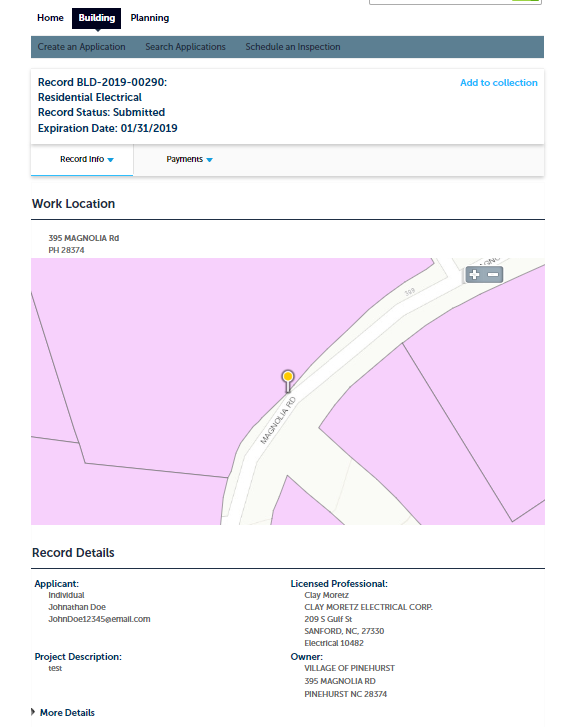 Home Building Planning
Create an Application Search Applications Schedule an Inspection
Record BLD-2019-00290:
Add to collection
Residential Electrical
Record Status: Submitted
Expiration Date: 01/31/2019
Record Info Payments
Work Location
395 MAGNOLIA Rd
PH 28374
MAGNOLIA RD
Record Details
Applicant:
Individual
Johnathan Doe
JohnDoe12345@email.com
Licensed Professional:
Clay Moretz
CLAY MORETZ ELECTRICAL CORP.
209 S Gulf St
SANFORD, NC, 27330
Electrical 10482
Project Description:
test
Owner:
VILLAGE OF PINEHURST
395 MAGNOLIA RD
PINEHURST NC 28374
More Details